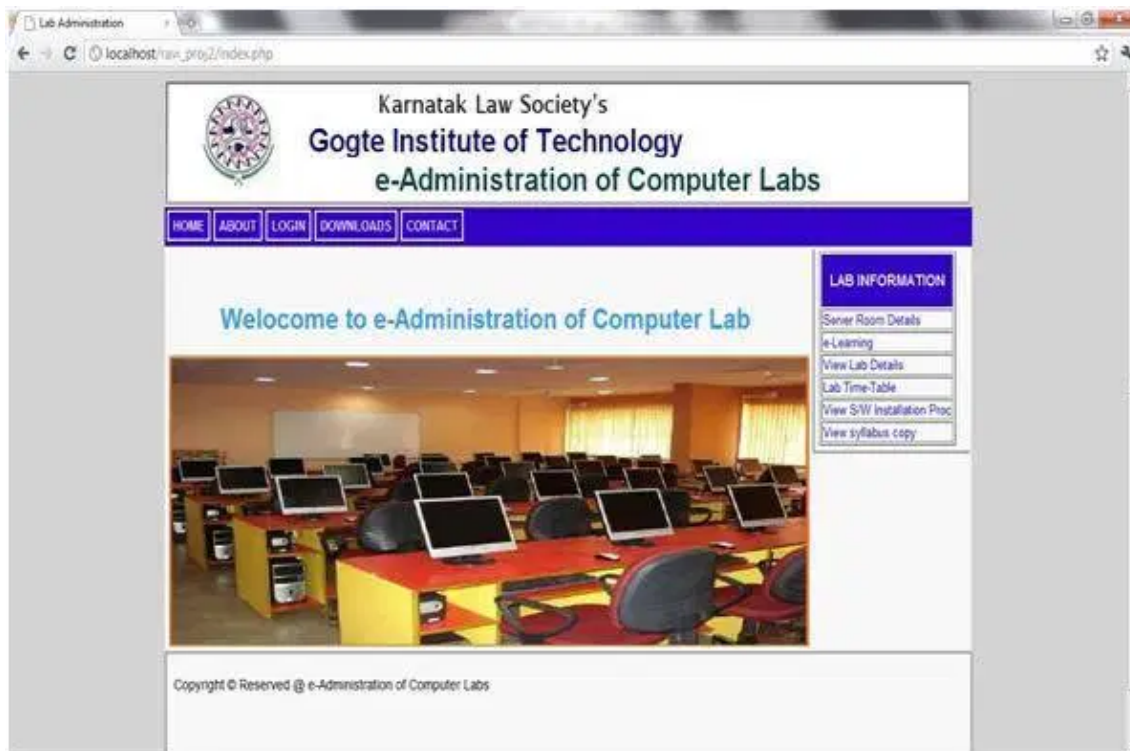 Lab Administration
localhost/ravi_proj2/index.php
Karnatak Law Society's
Gogte Institute of Technology
e-Administration of Computer Labs
HOME ABOUT LOGIN DOWNLOADS CONTACT
Welocome to e-Administration of Computer Lab
LAB INFORMATION
Server Room Details
e-Learning
View Lab Details
Lab Time-Table
View S/W Installation Proc
View syllabus copy
Copyright © Reserved @ e-Administration of Computer Labs